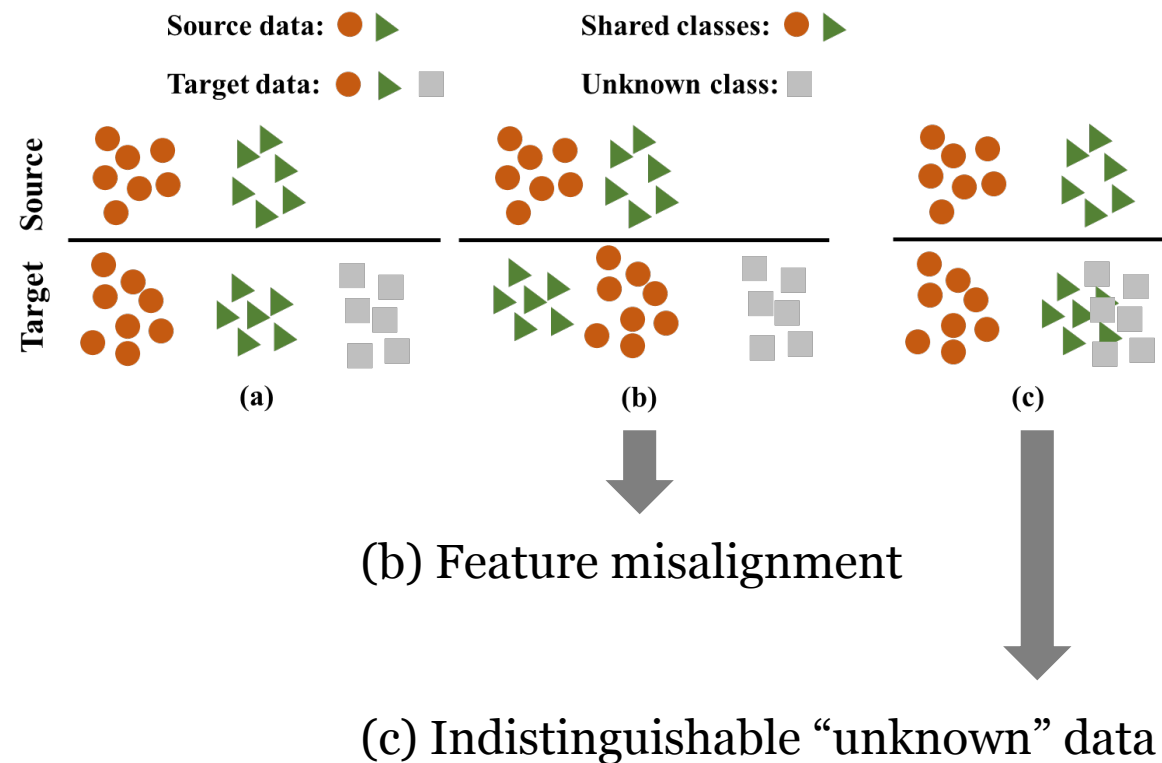 Source data:
Shared classes:
Target data:
Unknown class:
Source
Target
(a)
(b)
(c)
(b) Feature misalignment
(c) Indistinguishable “unknown” data